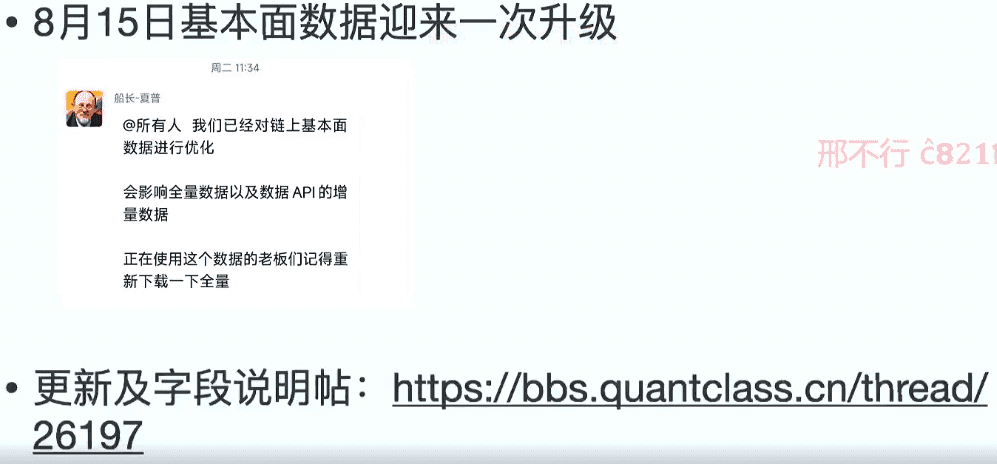 • 8月15日基本面数据迎来一次升级
周二 11:34
船长-夏普
@所有人 我们已经对链上基本面
数据进行优化
邢不行
会影响全量数据以及数据 API 的增
量数据
正在使用这个数据的老板们记得重
新下载一下全量
• 更新及字段说明帖：https://bbs.quantclass.cn/thread/
26197